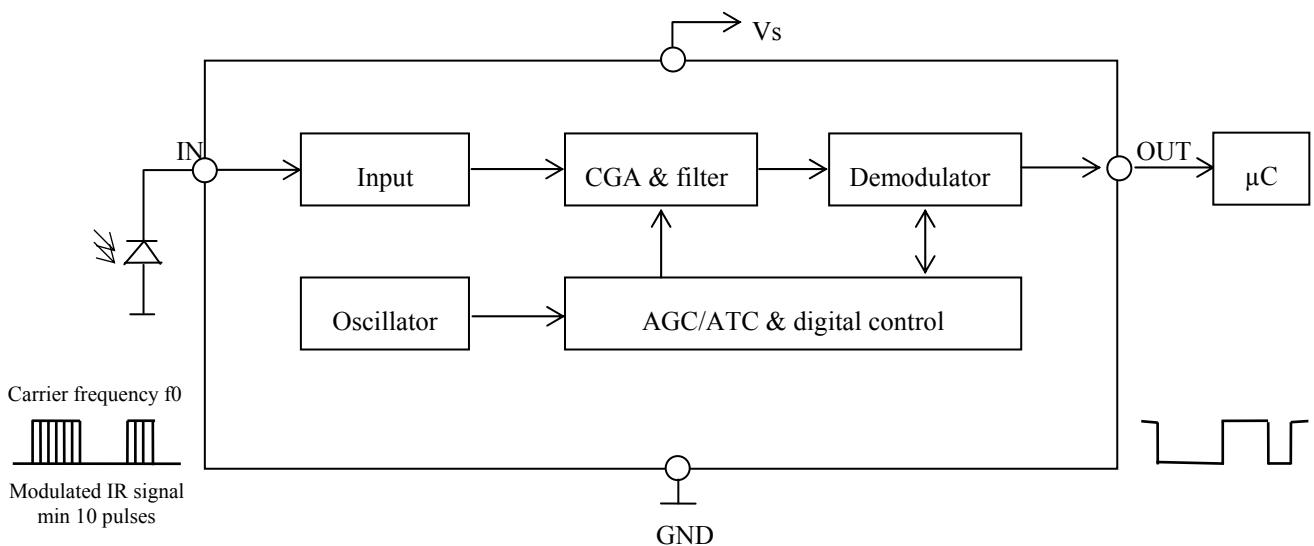 Vs
IN
Input
CGA & filter
Demodulator
OUT
µC
Oscillator
AGC/ATC & digital control
Carrier frequency f0
Modulated IR signal
min 10 pulses
GND